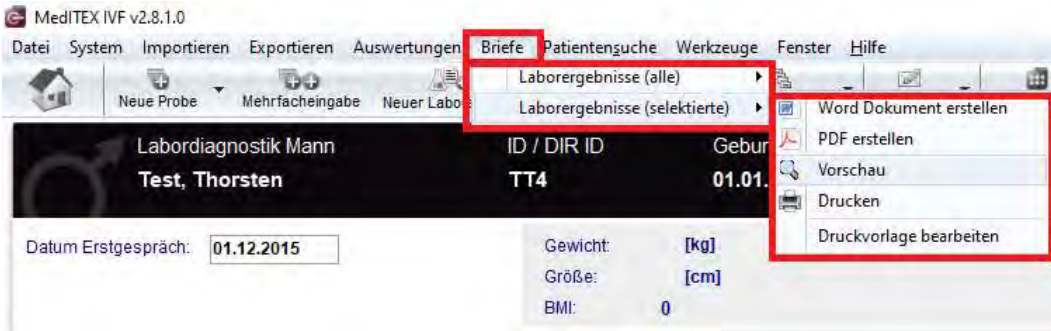 MedITEX IVF v2.8.1.0
Datei System Importieren Exportieren Auswertungen Briefe Patientensuche Werkzeuge Fenster Hilfe
Neue Probe Mehrfacheingabe Neuer Labor
Laborergebnisse (alle)
Laborergebnisse (selektierte)
Word Dokument erstellen
PDF erstellen
Vorschau
Drucken
Druckvorlage bearbeiten
Labordiagnostik Mann ID / DIR ID Gebur
Test, Thorsten TT4 01.01.
Datum Erstgespräch: 01.12.2015
Gewicht: [kg]
Größe: [cm]
BMI: 0